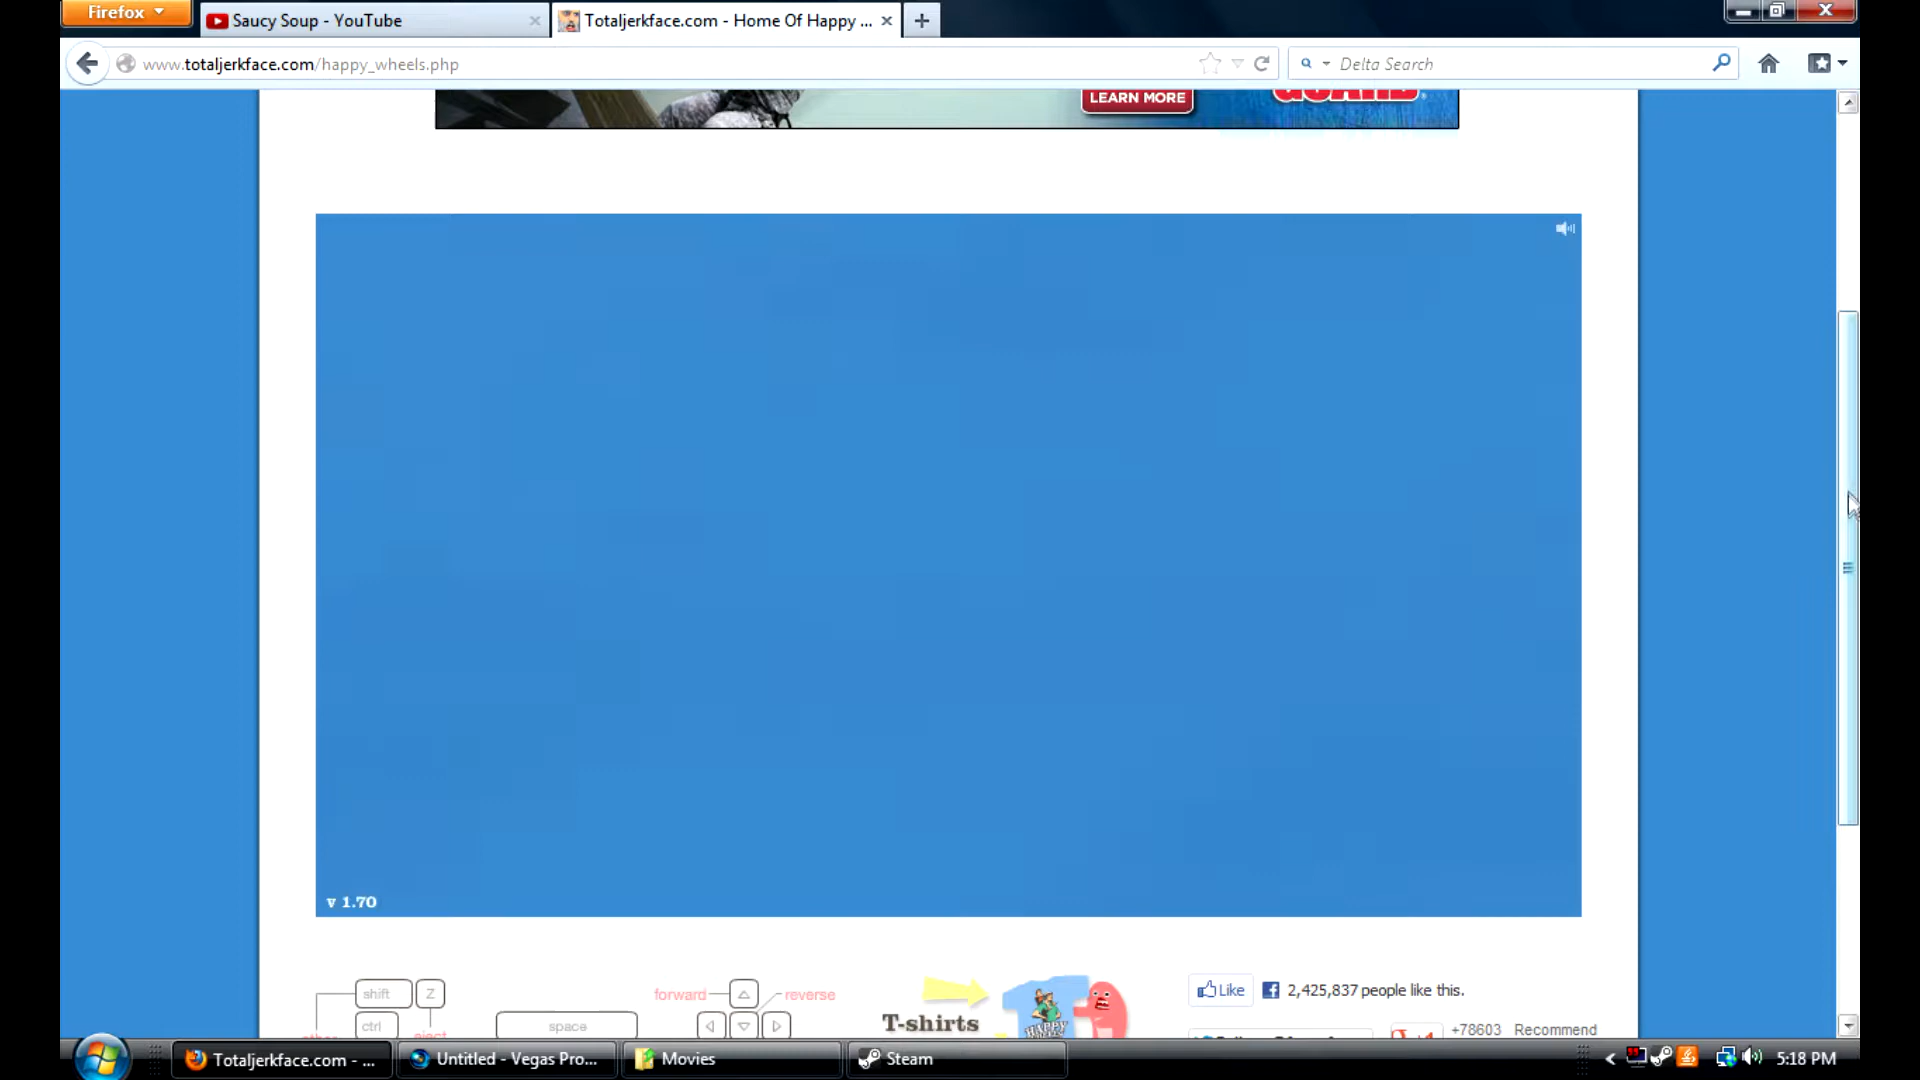 Firefox
Saucy Soup - YouTube
Totaljerkface.com - Home Of Happy ...
www.totaljerkface.com/happy_wheels.php
Delta Search
LEARN MORE
v 1.70
shift
Z
ctrl
space
forward
reverse
T-shirts
HAPPY
Like
2,425,837 people like this.
+78603
Recommend
Totaljerkface.com - ...
Untitled - Vegas Pro...
Movies
Steam
5:18 PM